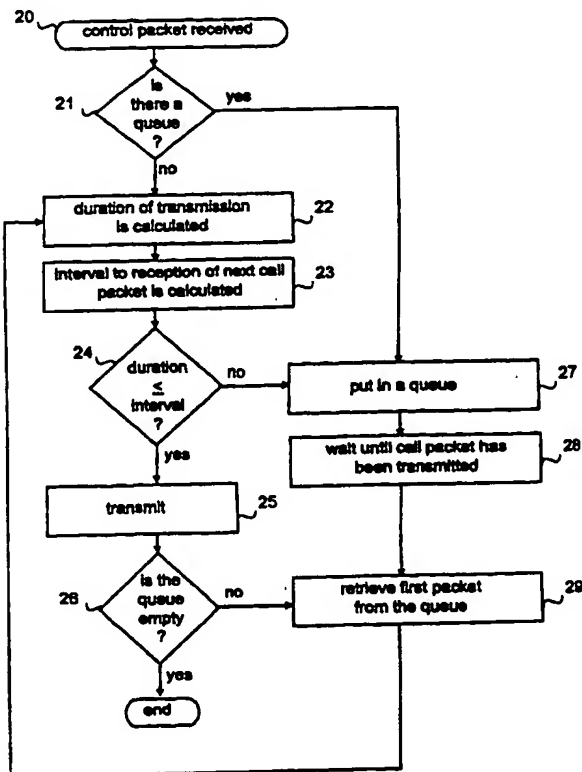 20
control packet received
21
is
there a
queue
?
yes
no
duration of transmission
is calculated
22
interval to reception of next call
packet is calculated
23
24
duration
≤
interval
?
no
yes
put in a queue
27
wait until call packet has
been transmitted
28
transmit
25
26
is the
queue
empty
?
no
yes
retrieve first packet
from the queue
29
end